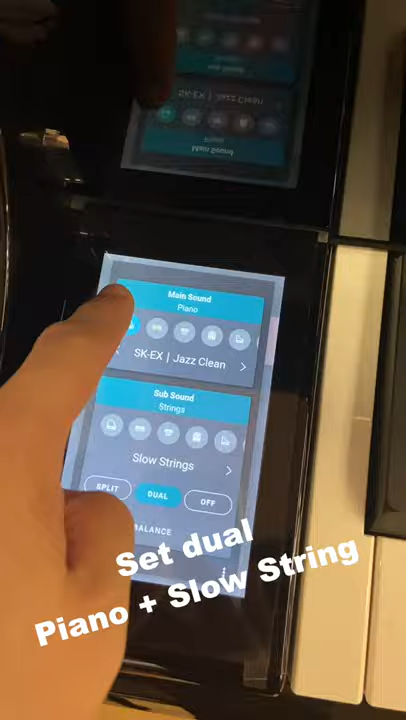 Main Sound
Piano
SK-EX | Jazz Clean
Sub Sound
Strings
Slow Strings
SPLIT
DUAL
OFF
BALANCE
Set dual
Piano + Slow String